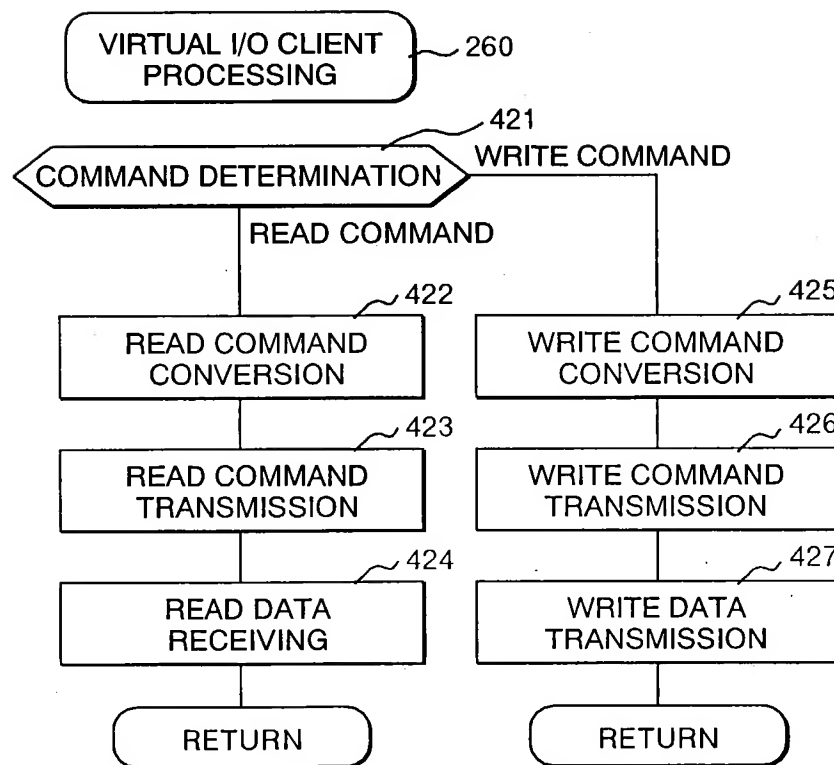 VIRTUAL I/O CLIENT
PROCESSING
260
421
COMMAND DETERMINATION
WRITE COMMAND
READ COMMAND
422
READ COMMAND
CONVERSION
423
READ COMMAND
TRANSMISSION
424
READ DATA
RECEIVING
RETURN
425
WRITE COMMAND
CONVERSION
426
WRITE COMMAND
TRANSMISSION
427
WRITE DATA
TRANSMISSION
RETURN